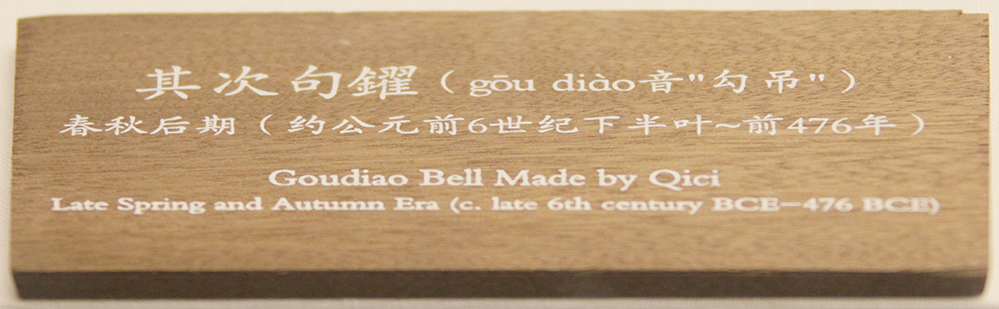 其次句鑃（gōu diào音"勾吊"）
春秋后期（约公元前6世纪下半叶~前476年）
Goudiao Bell Made by Qici
Late Spring and Autumn Era (c. late 6th century BCE—476 BCE)